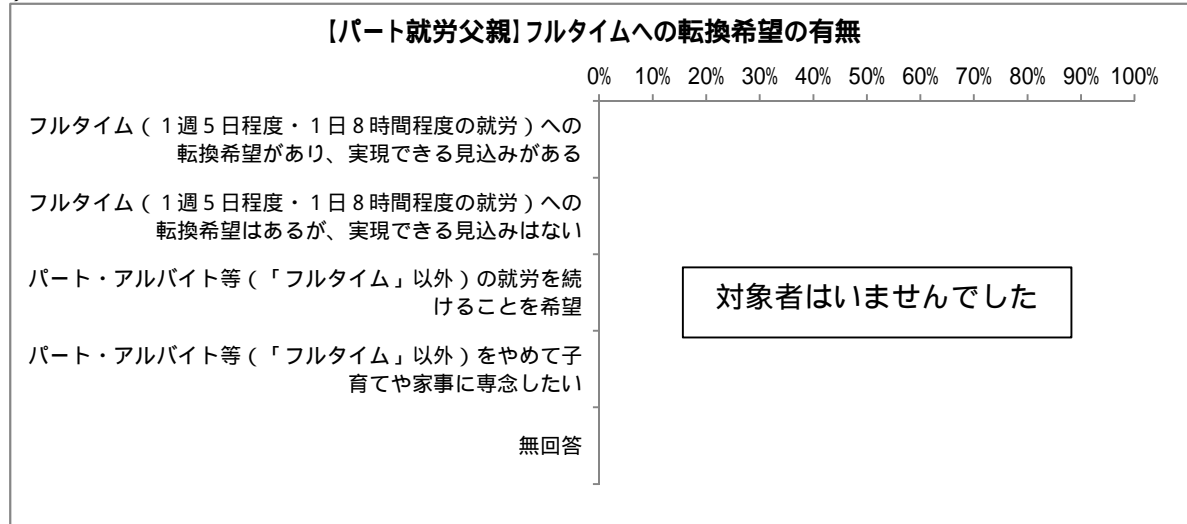 【パート就労父親】フルタイムへの転換希望の有無
0% 10% 20% 30% 40% 50% 60% 70% 80% 90% 100%
フルタイム（１週５日程度・１日８時間程度の就労）への
転換希望があり、実現できる見込みがある
フルタイム（１週５日程度・１日８時間程度の就労）への
転換希望はあるが、実現できる見込みはない
パート・アルバイト等（「フルタイム」以外）の就労を続
けることを希望
対象者はいませんでした
パート・アルバイト等（「フルタイム」以外）をやめて子
育てや家事に専念したい
無回答